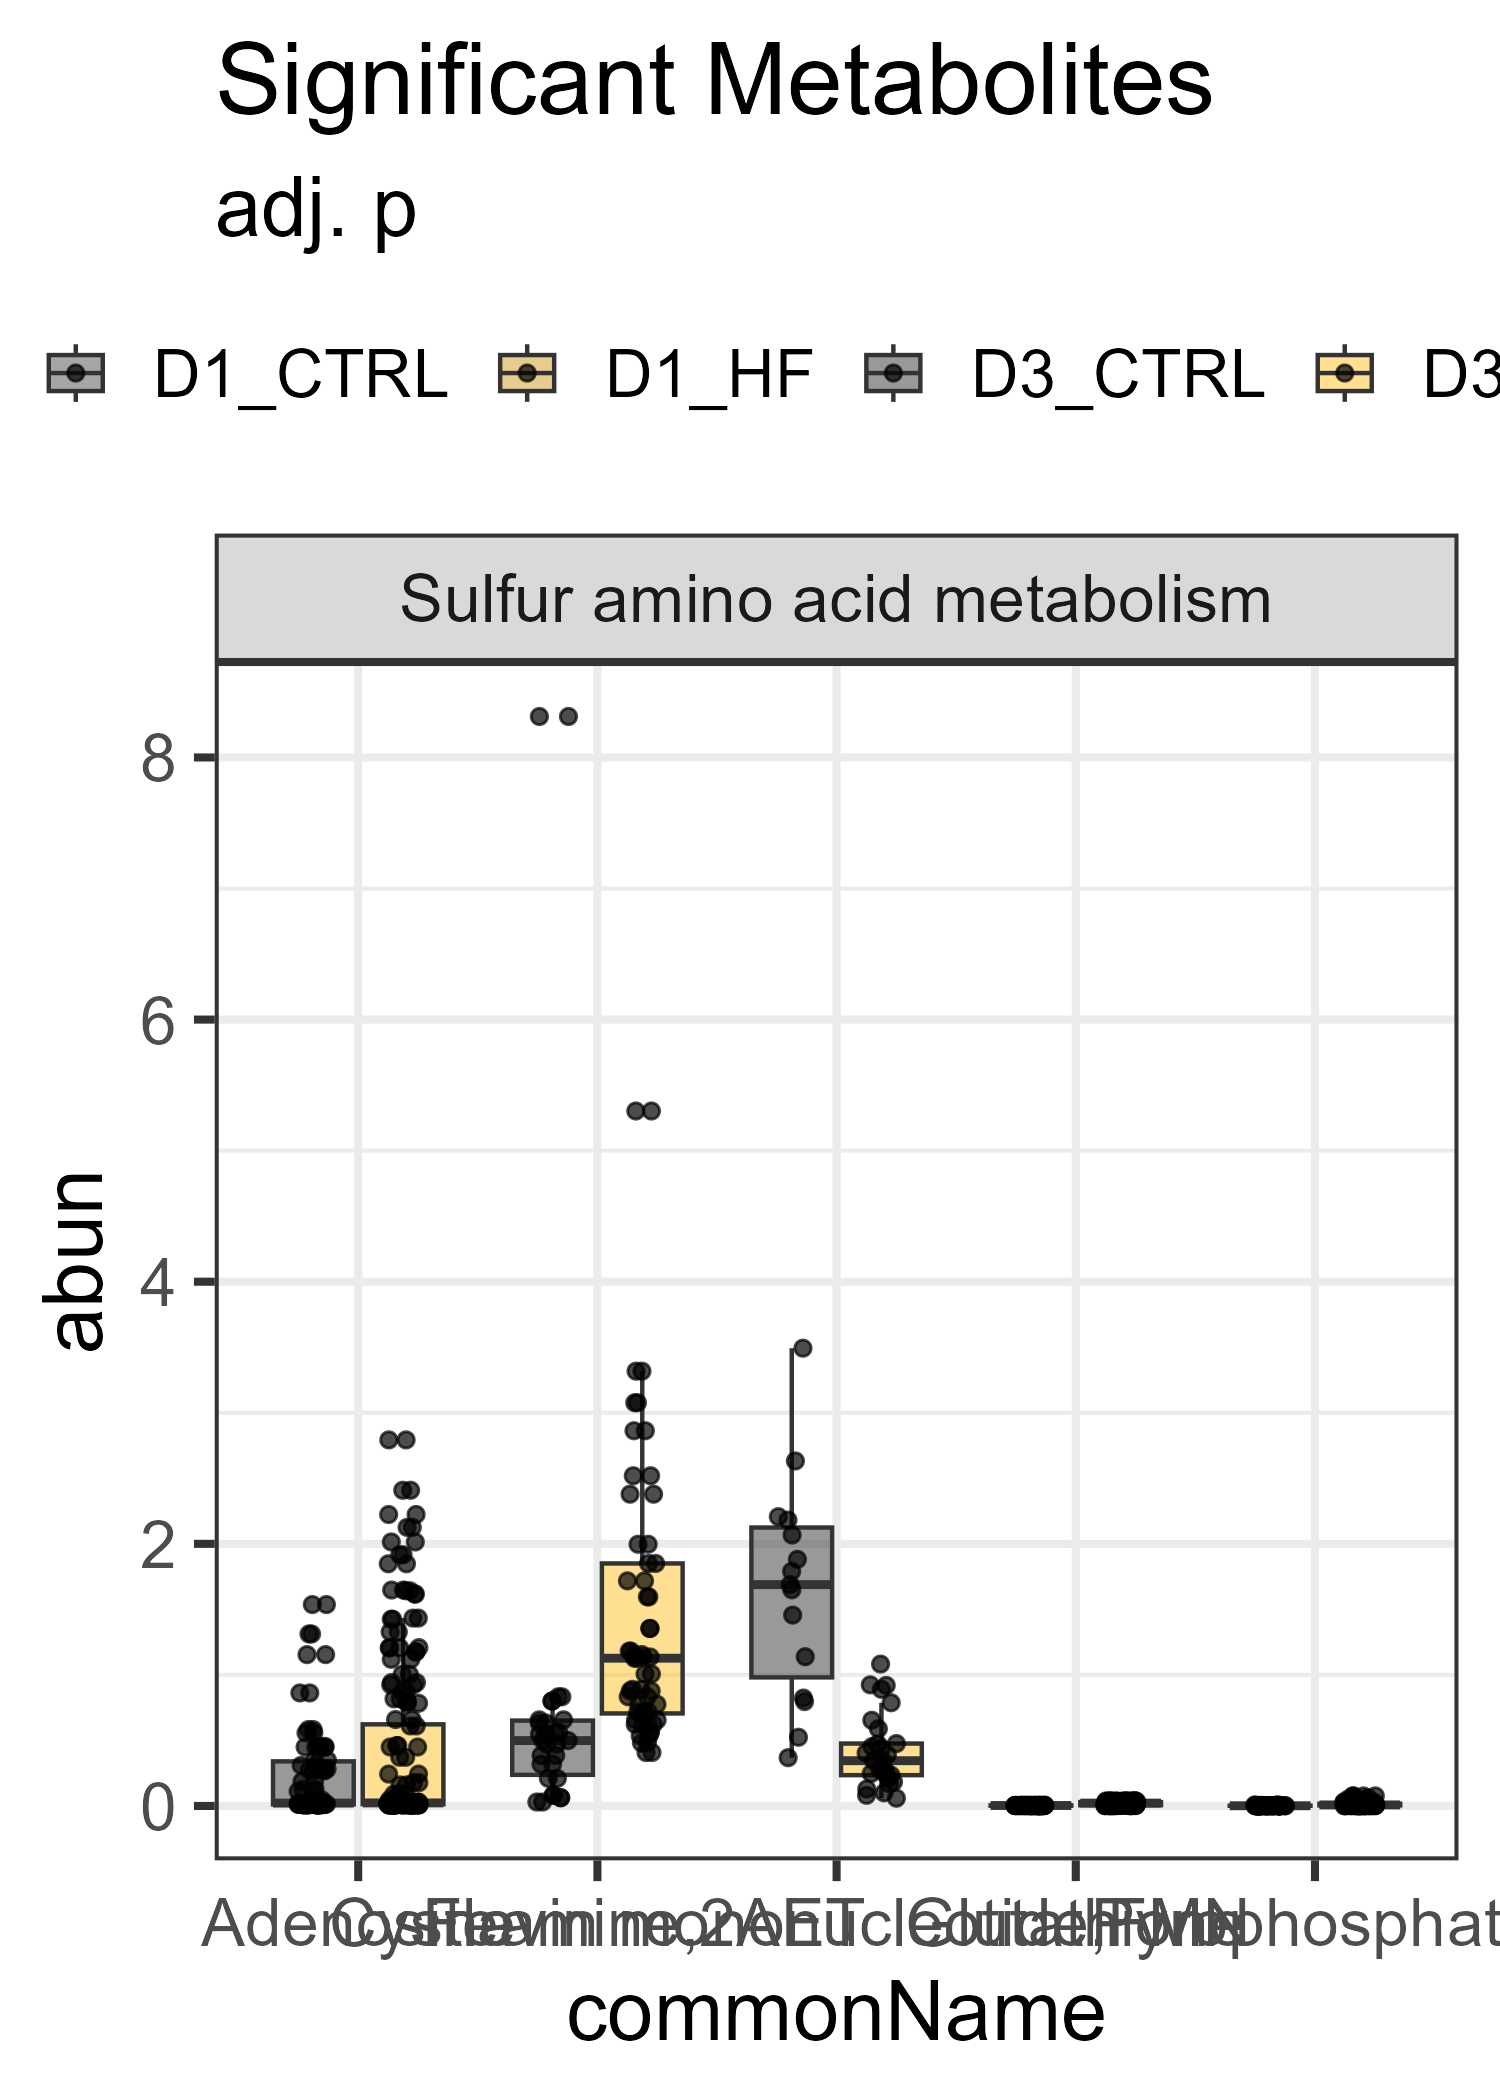 Significant Metabolites
adj. p
D1_CTRL D1_HF D3_CTRL D3
Sulfur amino acid metabolism
8
6
4
2
0
abun
commonName